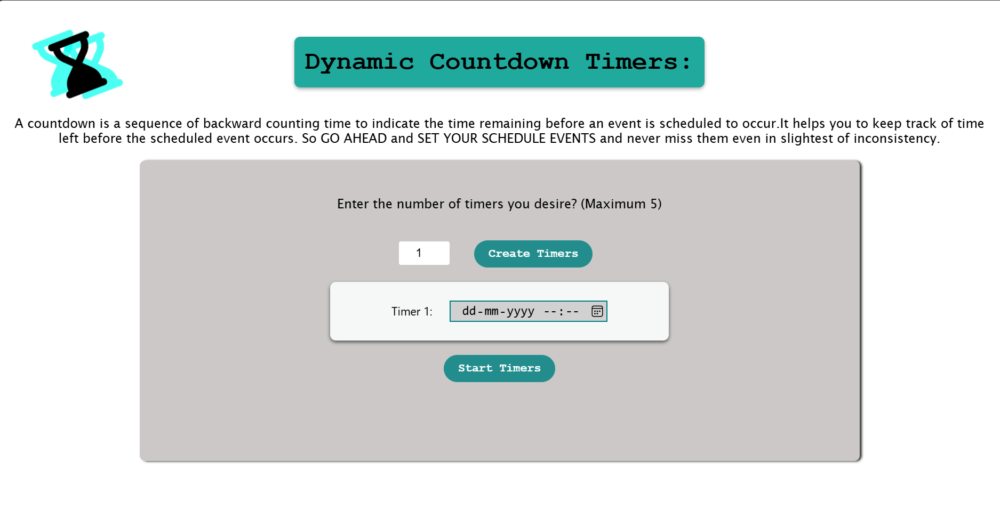 Dynamic Countdown Timers:
A countdown is a sequence of backward counting time to indicate the time remaining before an event is scheduled to occur.It helps you to keep track of time
left before the scheduled event occurs. So GO AHEAD and SET YOUR SCHEDULE EVENTS and never miss them even in slightest of inconsistency.
Enter the number of timers you desire? (Maximum 5)
1 Create Timers
Timer 1: dd-mm-yyyy --:--
Start Timers